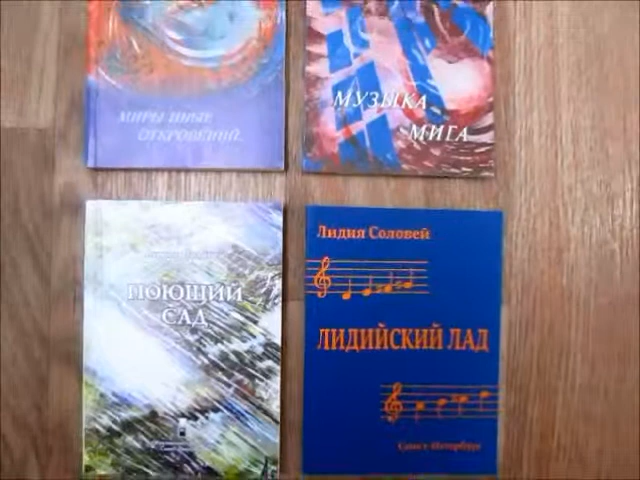 МИРЫ ИНЫЕ
ОТКРОВЕНИЙ
МУЗЫКА
МИГА
ПОЮЩИЙ
САД
Лидия Соловей
ЛИДИЙСКИЙ ЛАД
Санкт-Петербург